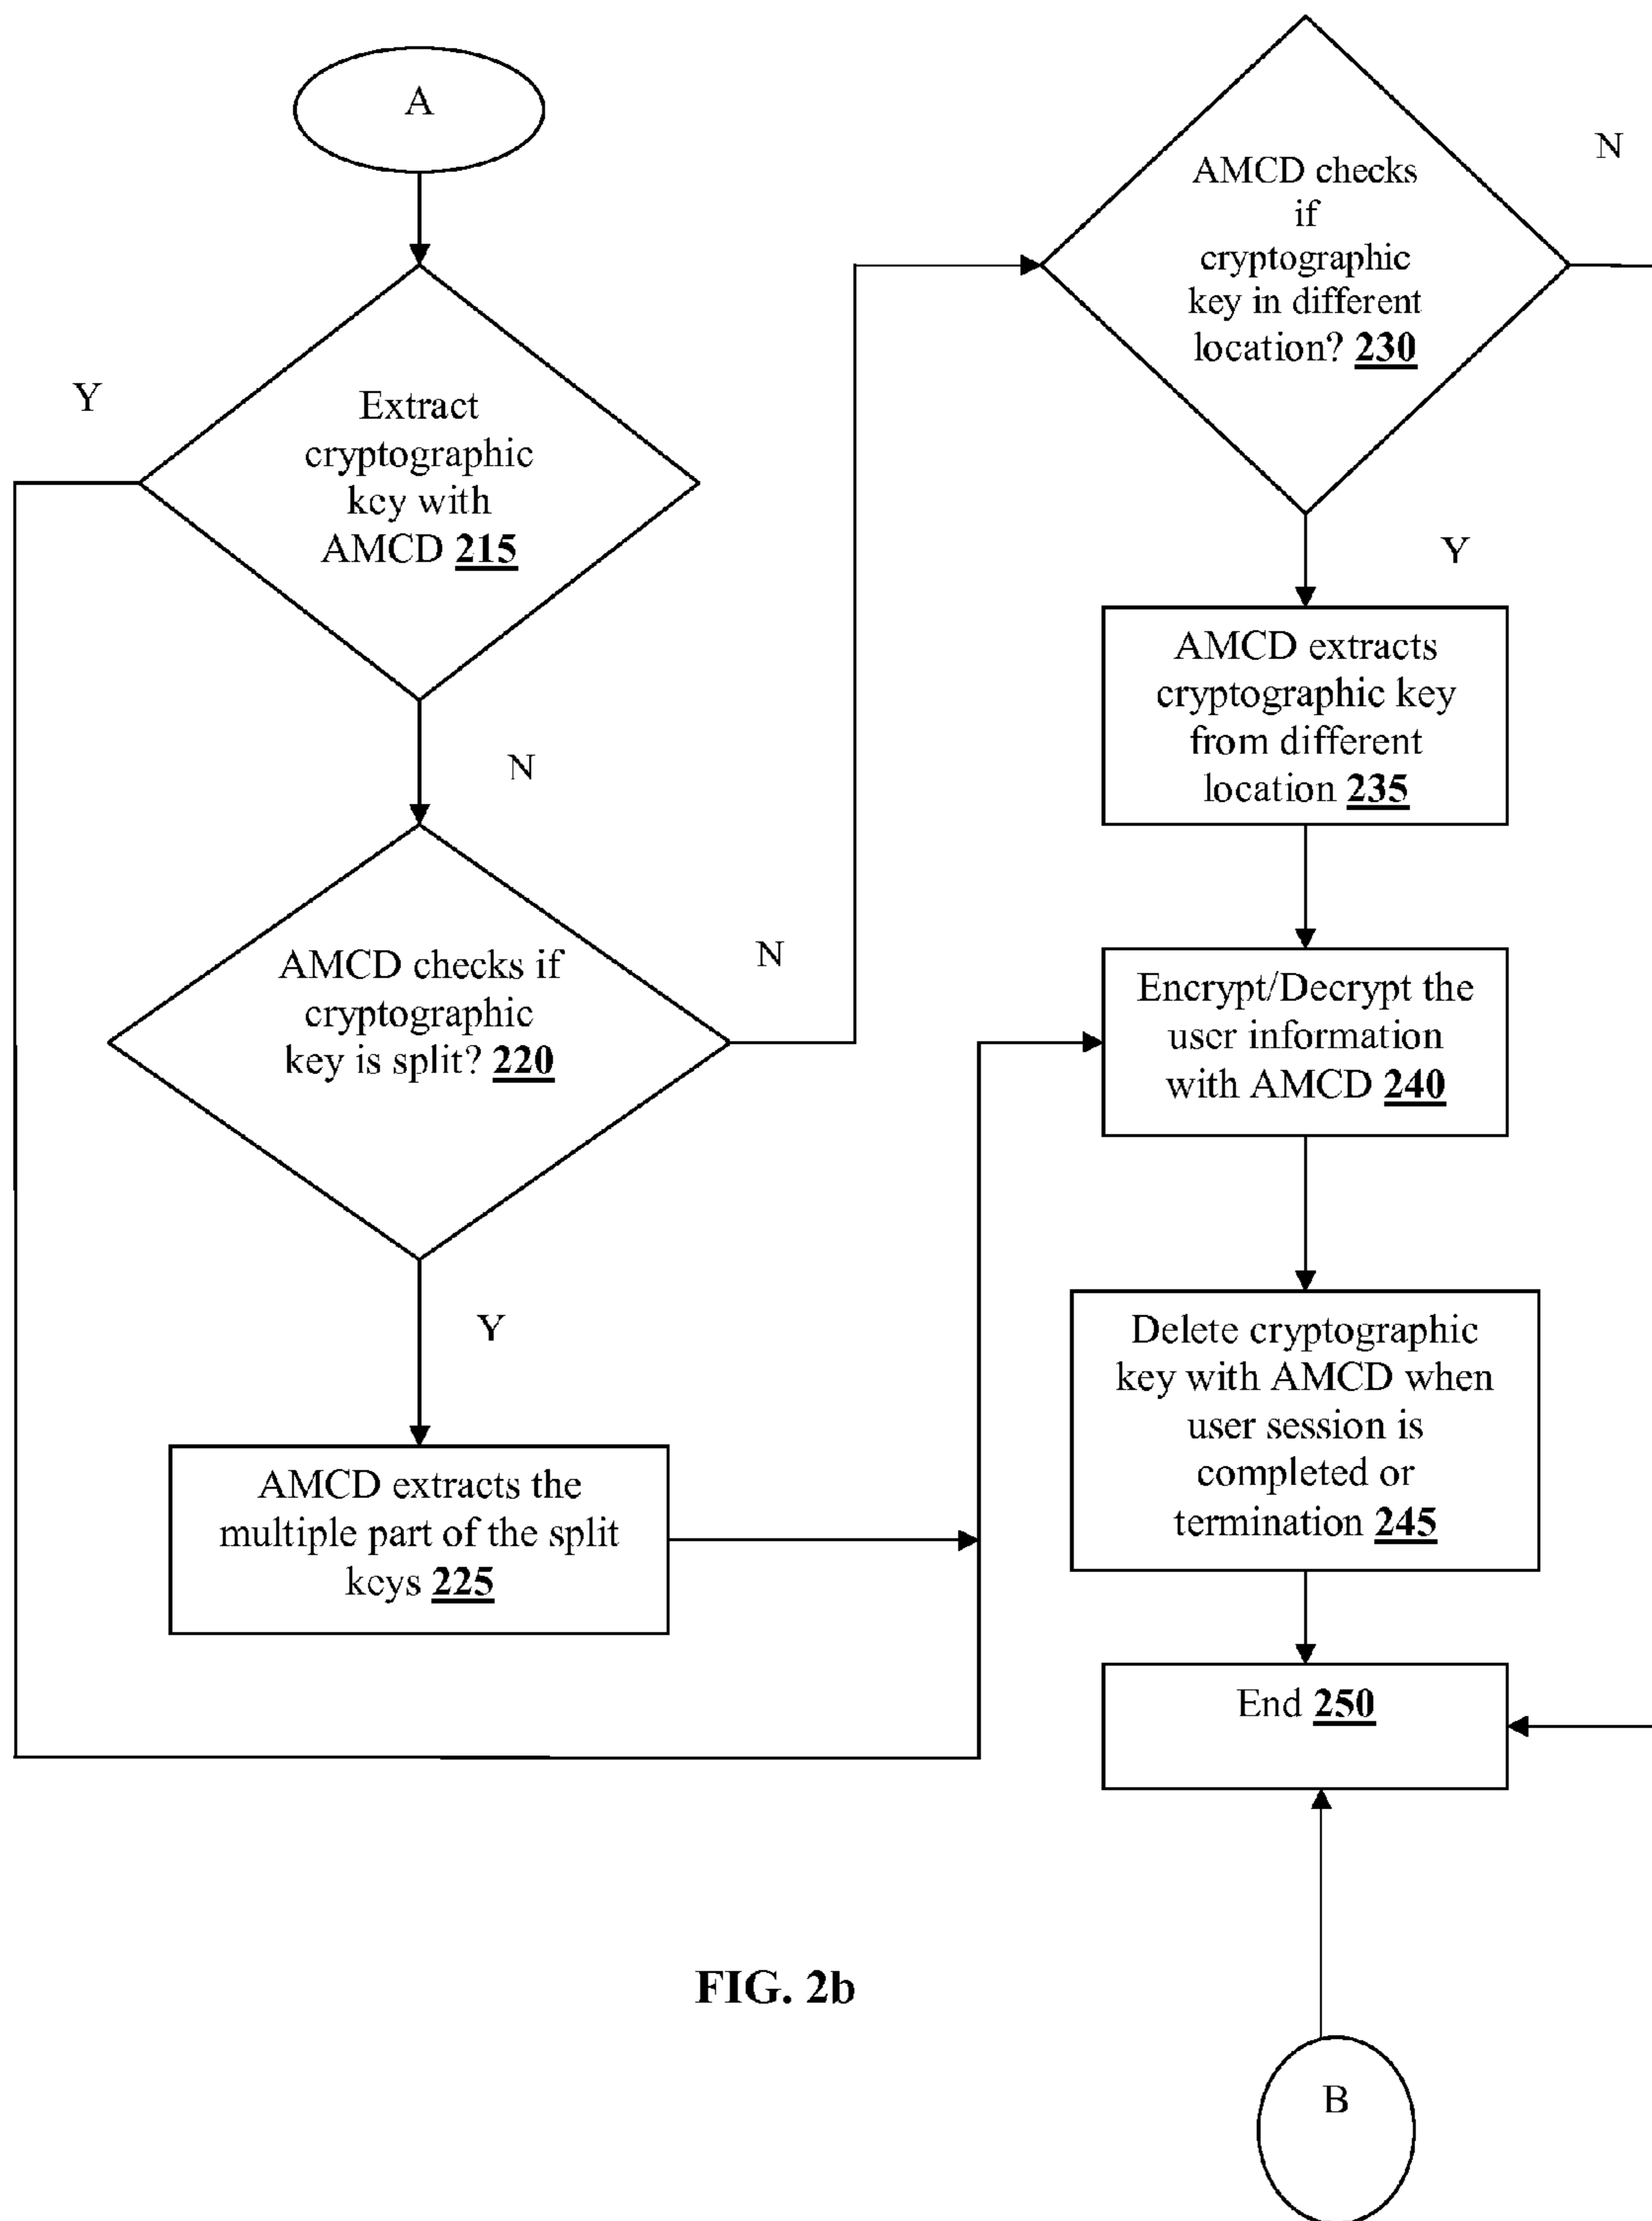 A
Y
Extract
cryptographic
key with
AMCD 215
N
AMCD checks if
cryptographic
key is split? 220
N
Y
AMCD extracts the
multiple part of the split
keys 225
AMCD checks
if
cryptographic
key in different
location? 230
N
Y
AMCD extracts
cryptographic key
from different
location 235
Encrypt/Decrypt the
user information
with AMCD 240
Delete cryptographic
key with AMCD when
user session is
completed or
termination 245
End 250
B
FIG. 2b